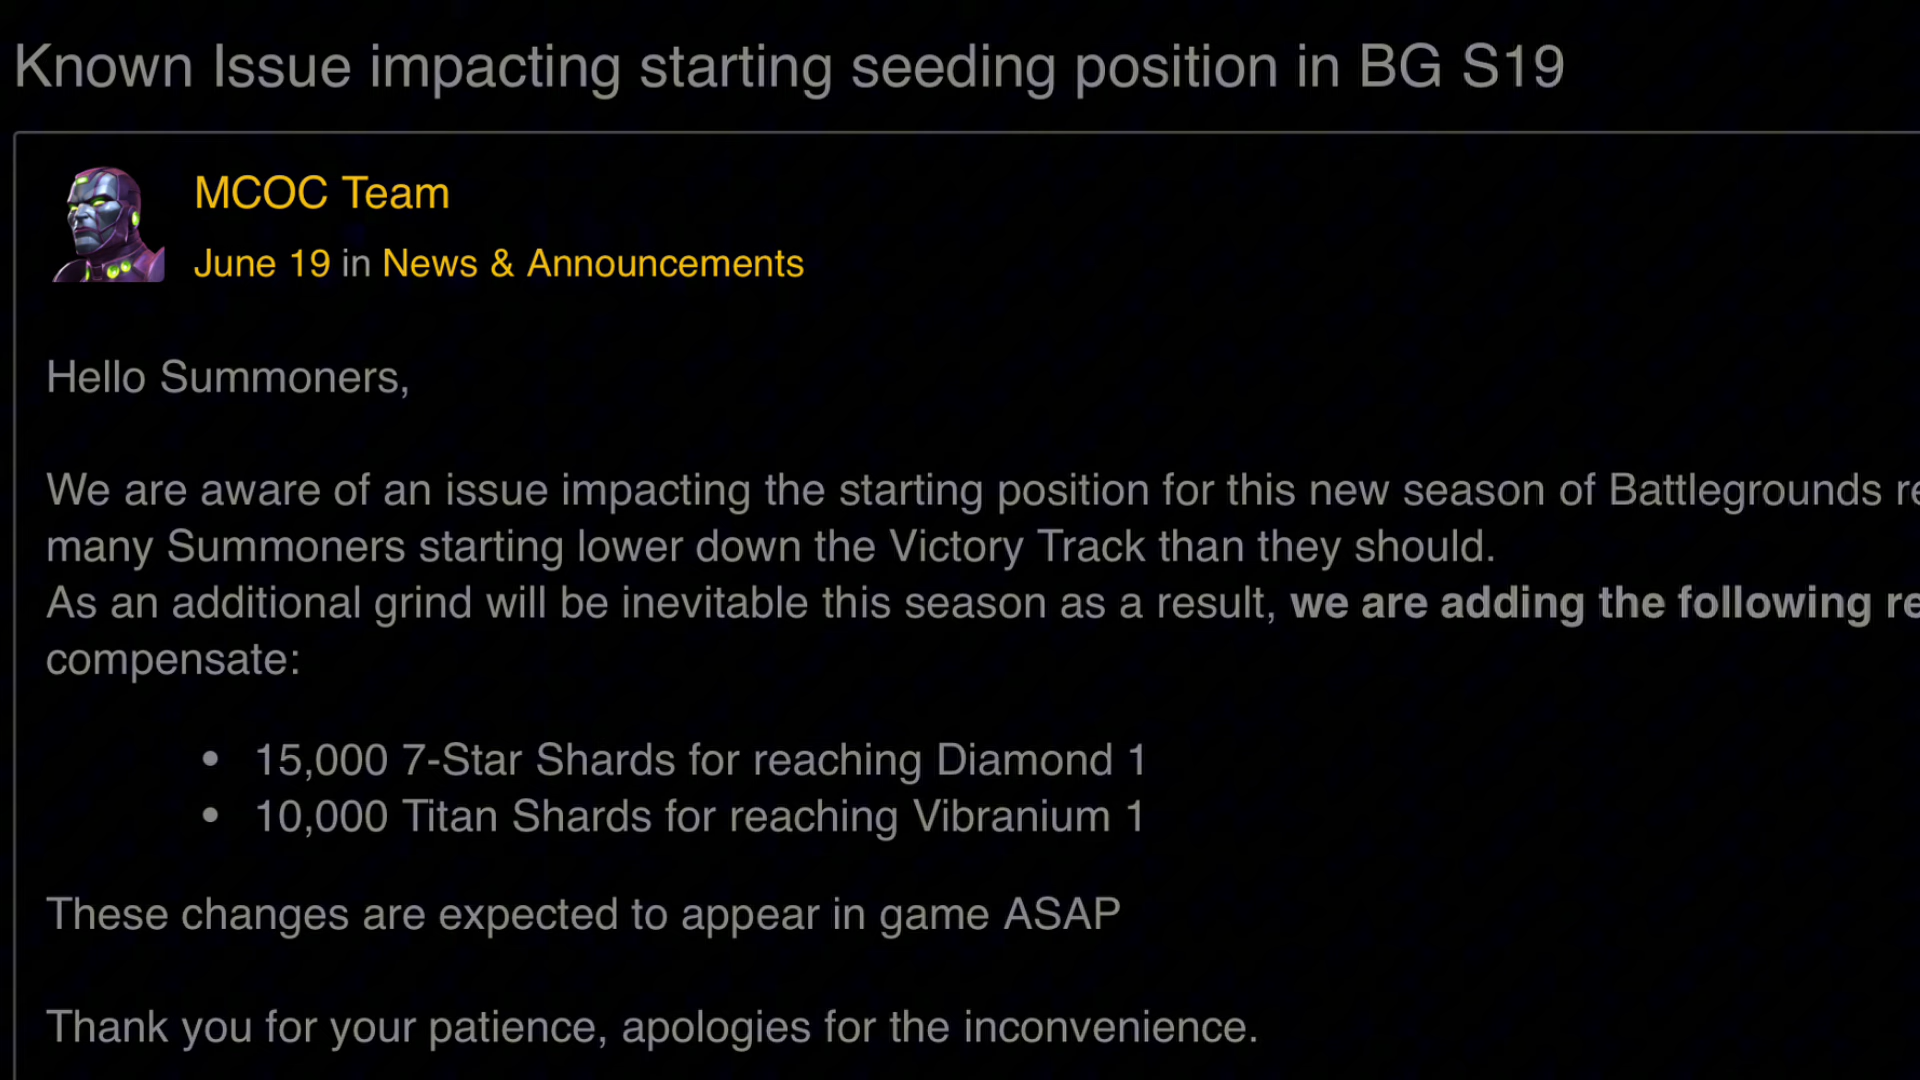 Known Issue impacting starting seeding position in BG S19
MCOC Team
June 19 in News & Announcements
Hello Summoners,
We are aware of an issue impacting the starting position for this new season of Battlegrounds
many Summoners starting lower down the Victory Track than they should.
As an additional grind will be inevitable this season as a result, we are adding the following
compensate:
• 15,000 7-Star Shards for reaching Diamond 1
• 10,000 Titan Shards for reaching Vibranium 1
These changes are expected to appear in game ASAP
Thank you for your patience, apologies for the inconvenience.